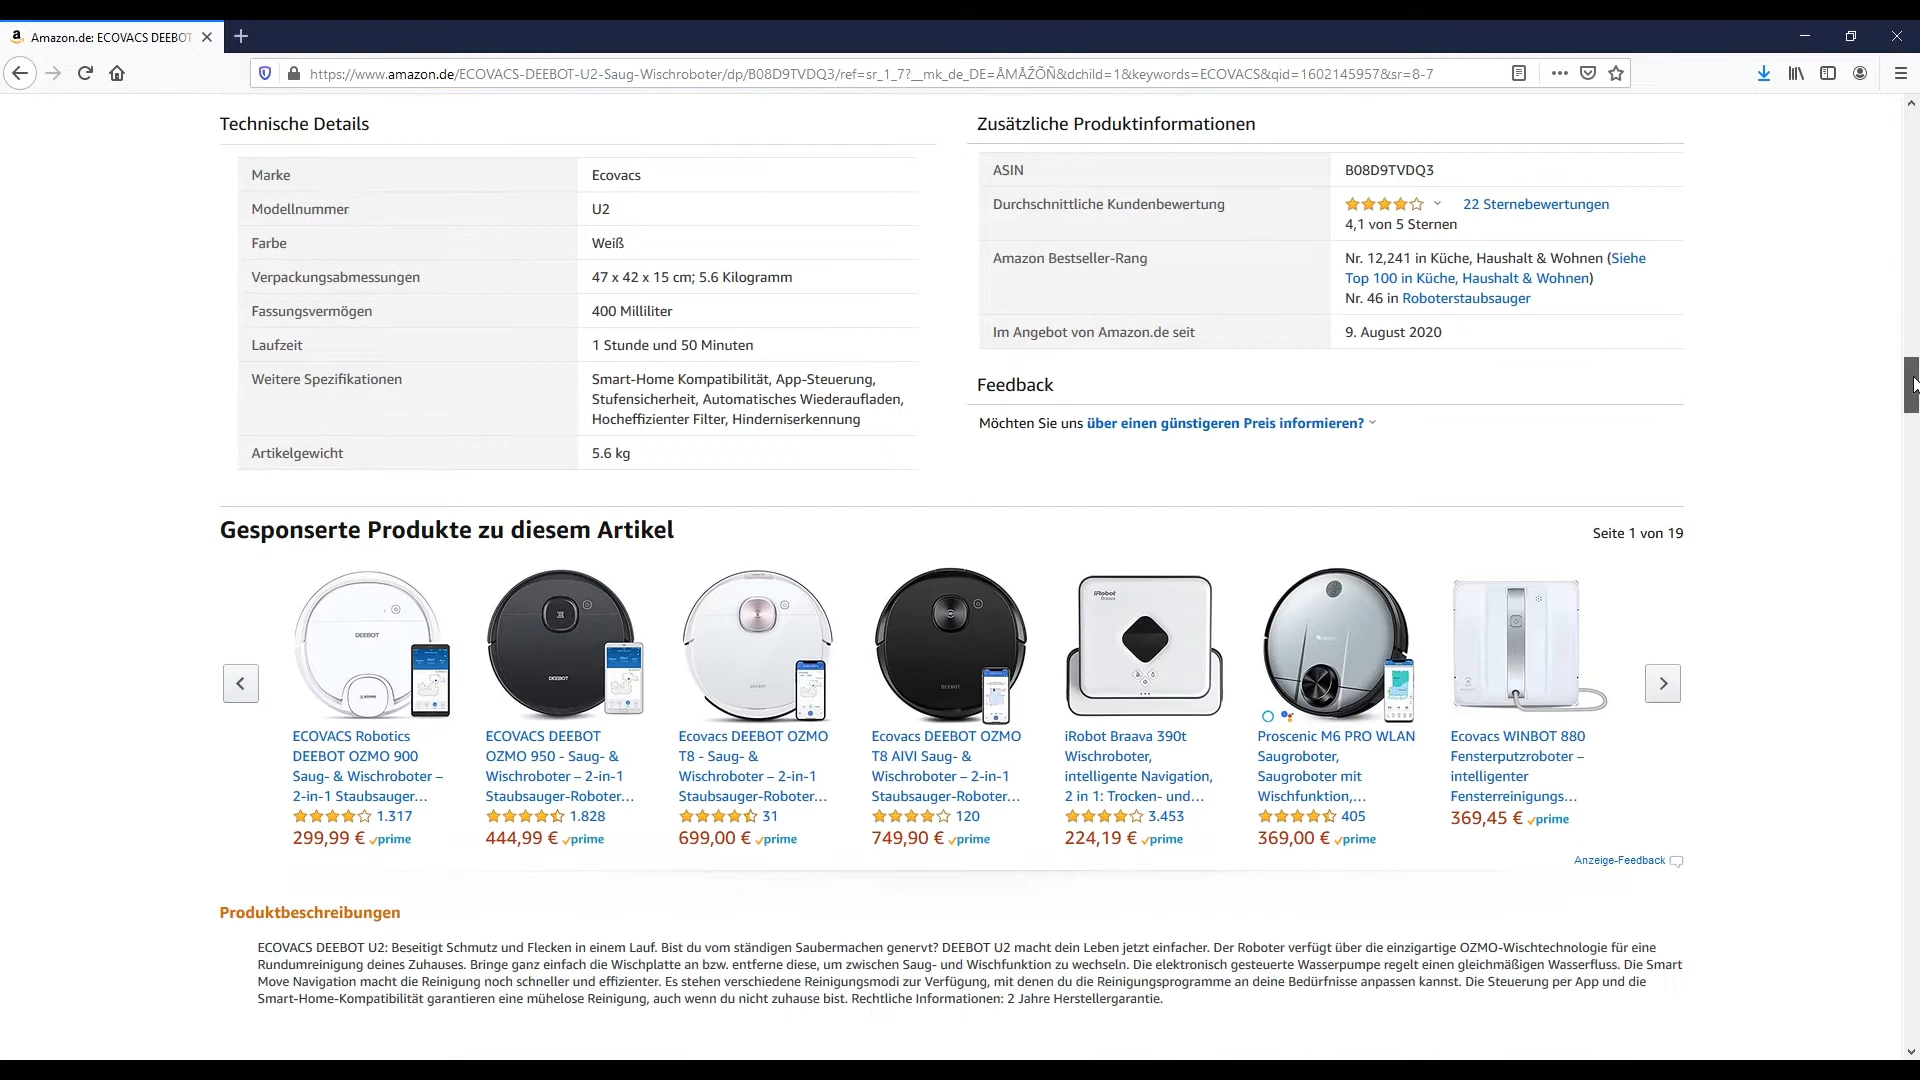 Amazon.de: ECOVACS DEEBOT
https://www.amazon.de/ECOVACS-DEEBOT-U2-Saug-Wischroboter/dp/B08D9TVDQ3/ref=sr_1_7?__mk_de_DE=ÅMÅŽÕÑ&dchild=1&keywords=ECOVACS&qid=1602145957&sr=8-7
Technische Details
Marke Ecovacs
Modellnummer U2
Farbe Weiß
Verpackungsabmessungen 47 x 42 x 15 cm; 5.6 Kilogramm
Fassungsvermögen 400 Milliliter
Laufzeit 1 Stunde und 50 Minuten
Weitere Spezifikationen Smart-Home Kompatibilität, App-Steuerung,
Stufensicherheit, Automatisches Wiederaufladen,
Hocheffizienter Filter, Hinderniserkennung
Artikelgewicht 5.6 kg
Zusätzliche Produktinformationen
ASIN B08D9TVDQ3
Durchschnittliche Kundenbewertung 22 Sternebewertungen
4,1 von 5 Sternen
Amazon Bestseller-Rang Nr. 12,241 in Küche, Haushalt & Wohnen (Siehe
Top 100 in Küche, Haushalt & Wohnen)
Nr. 46 in Roboterstaubsauger
Im Angebot von Amazon.de seit 9. August 2020
Feedback
Möchten Sie uns über einen günstigeren Preis informieren?
Gesponserte Produkte zu diesem Artikel
Seite 1 von 19
DEEBOT
DEEBOT
DEEBOT
DEEBOT
iRobot
Braava
ECOVACS Robotics
DEEBOT OZMO 900
Saug- & Wischroboter –
2-in-1 Staubsauger...
1.317
299,99 € prime
ECOVACS DEEBOT
OZMO 950 - Saug- &
Wischroboter – 2-in-1
Staubsauger-Roboter...
1.828
444,99 € prime
Ecovacs DEEBOT OZMO
T8 - Saug- &
Wischroboter – 2-in-1
Staubsauger-Roboter...
31
699,00 € prime
Ecovacs DEEBOT OZMO
T8 AIVI Saug- &
Wischroboter – 2-in-1
Staubsauger-Roboter...
120
749,90 € prime
iRobot Braava 390t
Wischroboter,
intelligente Navigation,
2 in 1: Trocken- und...
3.453
224,19 € prime
Proscenic M6 PRO WLAN
Saugroboter,
Saugroboter mit
Wischfunktion,...
405
369,00 € prime
Ecovacs WINBOT 880
Fensterputzroboter –
intelligenter
Fensterreinigungs...
369,45 € prime
Anzeige-Feedback
Produktbeschreibungen
ECOVACS DEEBOT U2: Beseitigt Schmutz und Flecken in einem Lauf. Bist du vom ständigen Saubermachen genervt? DEEBOT U2 macht dein Leben jetzt einfacher. Der Roboter verfügt über die einzigartige OZMO-Wischtechnologie für eine
Rundumreinigung deines Zuhauses. Bringe ganz einfach die Wischplatte an bzw. entferne diese, um zwischen Saug- und Wischfunktion zu wechseln. Die elektronisch gesteuerte Wasserpumpe regelt einen gleichmäßigen Wasserfluss. Die Smart
Move Navigation macht die Reinigung noch schneller und effizienter. Es stehen verschiedene Reinigungsmodi zur Verfügung, mit denen du die Reinigungsprogramme an deine Bedürfnisse anpassen kannst. Die Steuerung per App und die
Smart-Home-Kompatibilität garantieren eine mühelose Reinigung, auch wenn du nicht zuhause bist. Rechtliche Informationen: 2 Jahre Herstellergarantie.